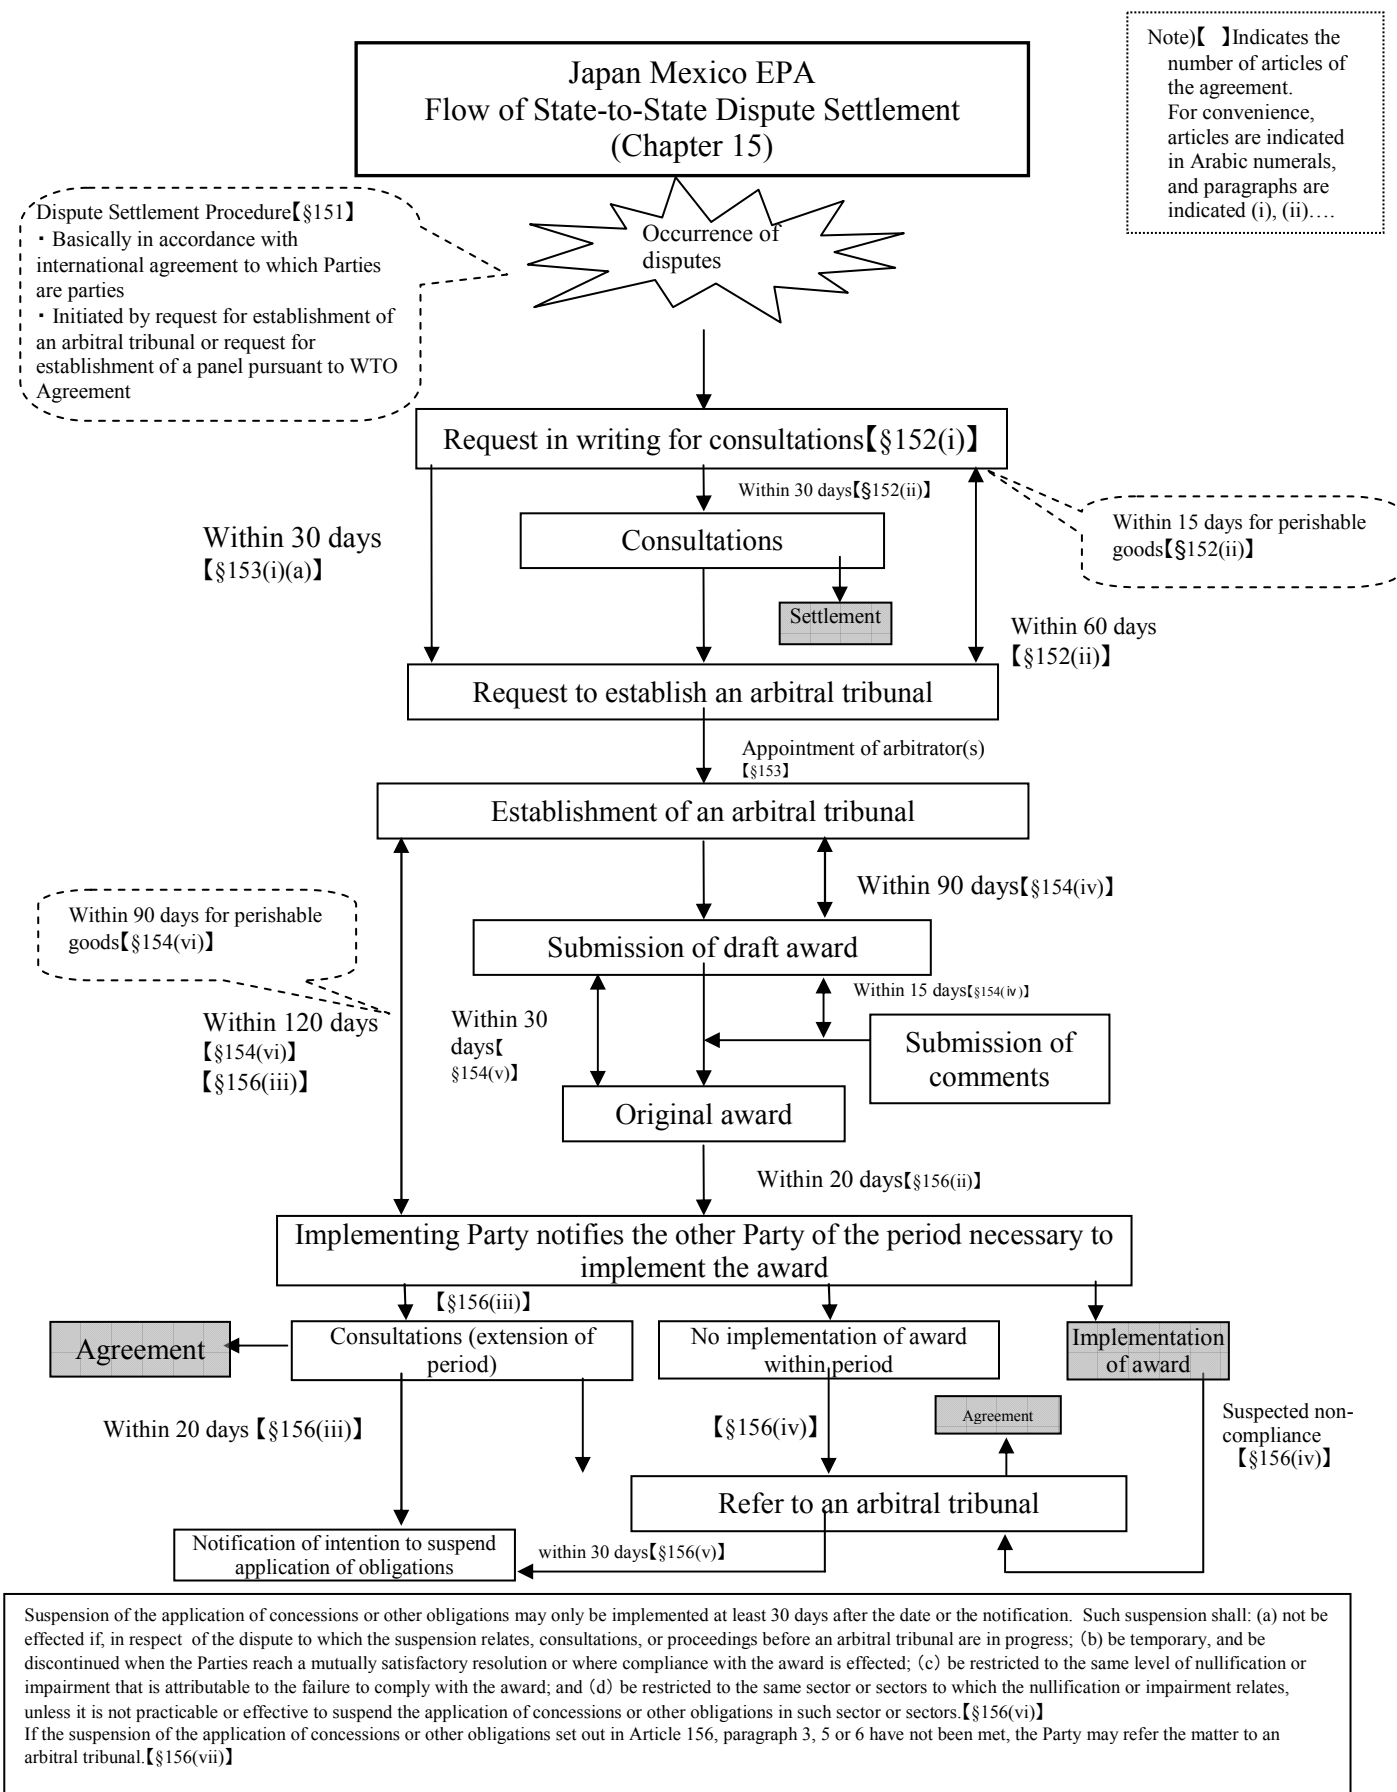 Japan Mexico EPA
Flow of State-to-State Dispute Settlement
(Chapter 15)
Note)【 】Indicates the
number of articles of
the agreement.
For convenience,
articles are indicated
in Arabic numerals,
and paragraphs are
indicated (i), (ii)….
Dispute Settlement Procedure【§151】
・Basically in accordance with
international agreement to which Parties
are parties
・Initiated by request for establishment of
an arbitral tribunal or request for
establishment of a panel pursuant to WTO
Agreement
Occurrence of
disputes
Request in writing for consultations【§152(i)】
Within 30 days【§152(ii)】
Within 30 days
【§153(i)(a)】
Consultations
Within 15 days for perishable
goods【§152(ii)】
Settlement
Within 60 days
【§152(ii)】
Request to establish an arbitral tribunal
Appointment of arbitrator(s)
【§153】
Establishment of an arbitral tribunal
Within 90 days【§154(iv)】
Within 90 days for perishable
goods【§154(vi)】
Submission of draft award
Within 15 days【§154(ⅳ)】
Within 120 days
【§154(vi)】
【§156(iii)】
Within 30
days【
§154(v)】
Submission of
comments
Original award
Within 20 days【§156(ii)】
Implementing Party notifies the other Party of the period necessary to
implement the award
【§156(iii)】
Agreement
Consultations (extension of
period)
No implementation of award
within period
Implementation
of award
Within 20 days【§156(iii)】
【§156(iv)】
Agreement
Suspected non-
compliance
【§156(iv)】
Refer to an arbitral tribunal
Notification of intention to suspend
application of obligations
within 30 days【§156(v)】
Suspension of the application of concessions or other obligations may only be implemented at least 30 days after the date or the notification. Such suspension shall: (a) not be
effected if, in respect of the dispute to which the suspension relates, consultations, or proceedings before an arbitral tribunal are in progress; (b) be temporary, and be
discontinued when the Parties reach a mutually satisfactory resolution or where compliance with the award is effected; (c) be restricted to the same level of nullification or
impairment that is attributable to the failure to comply with the award; and (d) be restricted to the same sector or sectors to which the nullification or impairment relates,
unless it is not practicable or effective to suspend the application of concessions or other obligations in such sector or sectors.【§156(vi)】
If the suspension of the application of concessions or other obligations set out in Article 156, paragraph 3, 5 or 6 have not been met, the Party may refer the matter to an
arbitral tribunal.【§156(vii)】